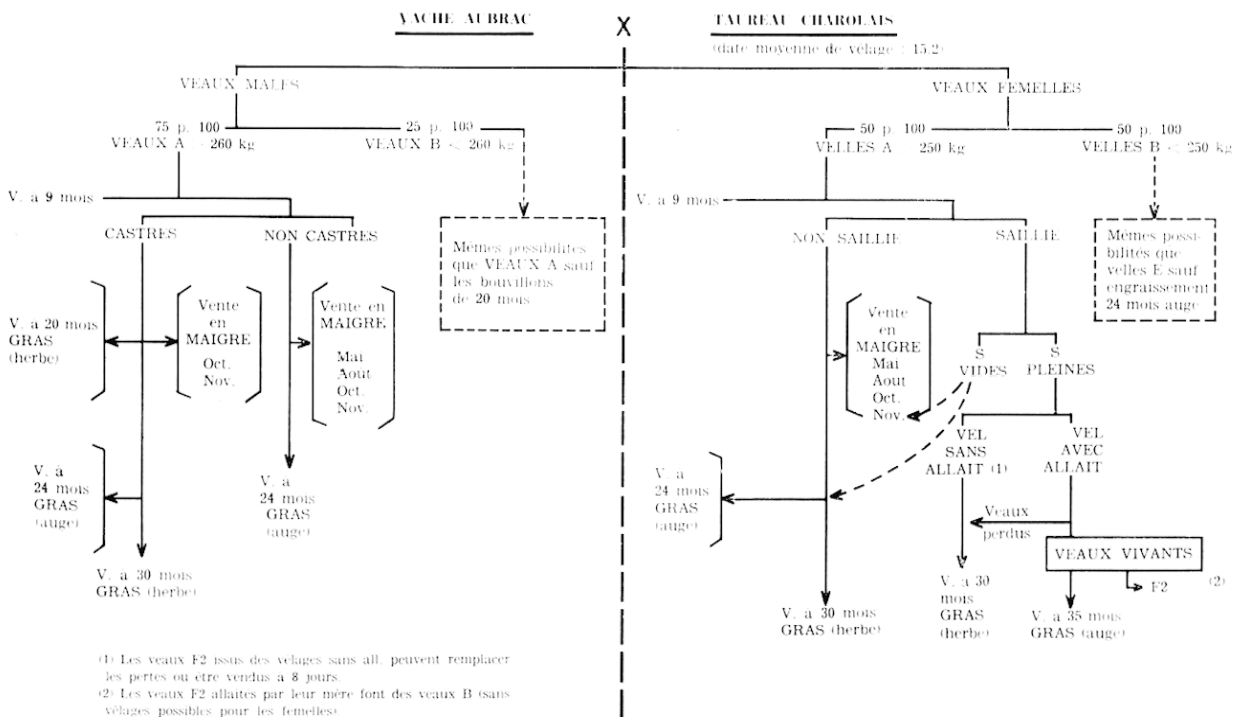 VACHE AUBRAC X TAUREAU CHAROLAIS
(date moyenne de vêlage : 15.2)
VEAUX MALES
75 p. 100
VEAUX A 260 kg
25 p. 100
VEAUX B < 260 kg
V. a 9 mois
CASTRES
NON CASTRES
Mêmes possibilités
que VEAUX A sauf
les bouvillons
de 20 mois
V. a 20 mois
GRAS
(herbe)
Vente
en
MAIGRE
Oct.
Nov.
Vente en
MAIGRE
Mai
Aout
Oct.
Nov.
V. à
24 mois
GRAS
(auge)
V. a
24 mois
GRAS
(auge)
V. a 30 mois
GRAS (herbe)
VEAUX FEMELLES
50 p. 100
VELLES A 250 kg
50 p. 100
VELLES B < 250 kg
V. a 9 mois
NON SAILLIE
SAILLIE
Mêmes possi-
bilités que
velles E sauf
engraissement
24 mois auge
Vente
en
MAIGRE
Mai
Aout
Oct.
Nov.
S
VIDES
S
PLEINES
VEL
SANS
ALLAIT (1)
VEL
AVEC
ALLAIT
V. a
24 mois
GRAS
(auge)
Veaux
perdus
VEAUX VIVANTS
F2 (2)
V. a 30 mois
GRAS (herbe)
V. a 30
mois
GRAS
(herbe)
V. a 35 mois
GRAS (auge)
(1) Les veaux F2 issus des vêlages sans all. peuvent remplacer
les pertes ou être vendus a 8 jours.
(2) Les veaux F2 allaités par leur mère font des veaux B (sans
vêlages possibles pour les femelles)